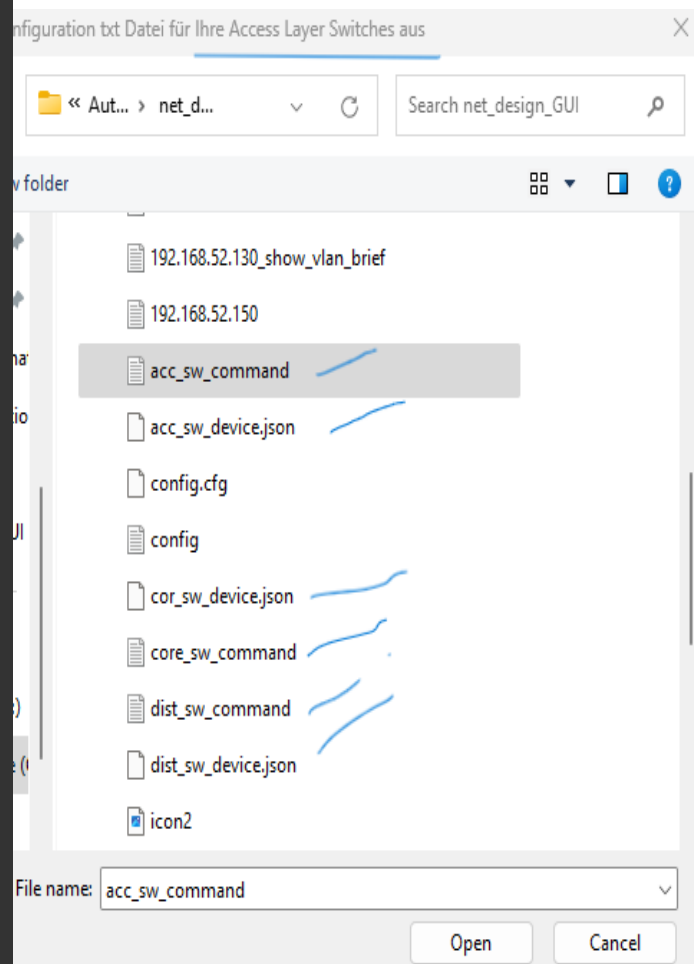 nfiguration txt Datei für Ihre Access Layer Switches aus
« Aut... › net_d...
Search net_design_GUI
w folder
192.168.52.130_show_vlan_brief
192.168.52.150
acc_sw_command
acc_sw_device.json
config.cfg
config
cor_sw_device.json
core_sw_command
dist_sw_command
dist_sw_device.json
icon2
File name: acc_sw_command
Open Cancel